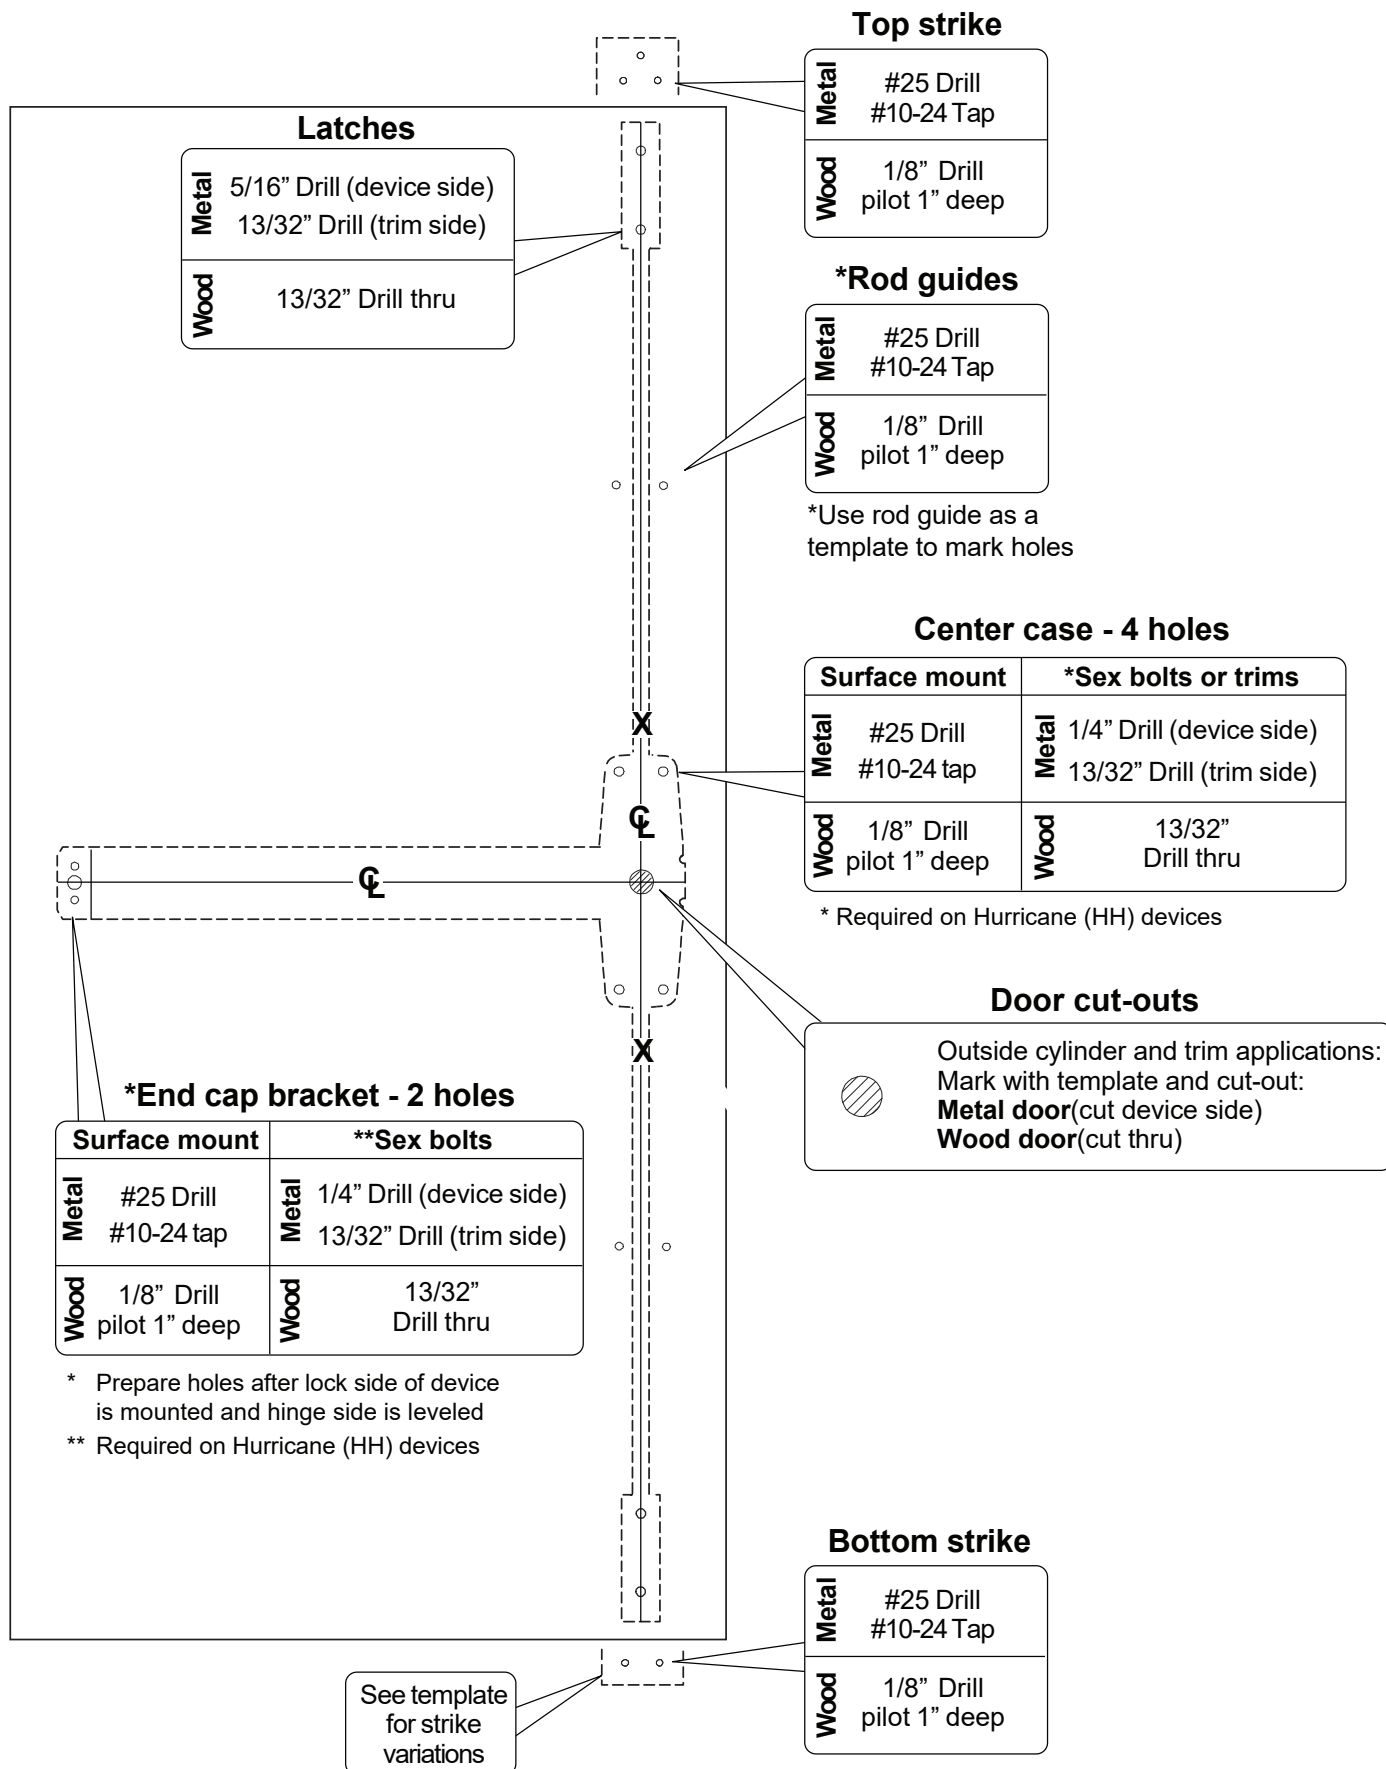 Top strike
Metal
#25 Drill
#10-24 Tap
Wood
1/8” Drill
pilot 1” deep
Latches
Metal
5/16” Drill (device side)
13/32” Drill (trim side)
Wood
13/32” Drill thru
*Rod guides
Metal
#25 Drill
#10-24 Tap
Wood
1/8” Drill
pilot 1” deep
*Use rod guide as a
template to mark holes
Center case - 4 holes
Surface mount
*Sex bolts or trims
Metal
#25 Drill
#10-24 tap
Metal
1/4” Drill (device side)
13/32” Drill (trim side)
Wood
1/8” Drill
pilot 1” deep
Wood
13/32”
Drill thru
* Required on Hurricane (HH) devices
X
℄
℄
X
Door cut-outs
Outside cylinder and trim applications:
Mark with template and cut-out:
Metal door(cut device side)
Wood door(cut thru)
*End cap bracket - 2 holes
Surface mount
**Sex bolts
Metal
#25 Drill
#10-24 tap
Metal
1/4” Drill (device side)
13/32” Drill (trim side)
Wood
1/8” Drill
pilot 1” deep
Wood
13/32”
Drill thru
* Prepare holes after lock side of device
is mounted and hinge side is leveled
** Required on Hurricane (HH) devices
Bottom strike
Metal
#25 Drill
#10-24 Tap
Wood
1/8” Drill
pilot 1” deep
See template
for strike
variations